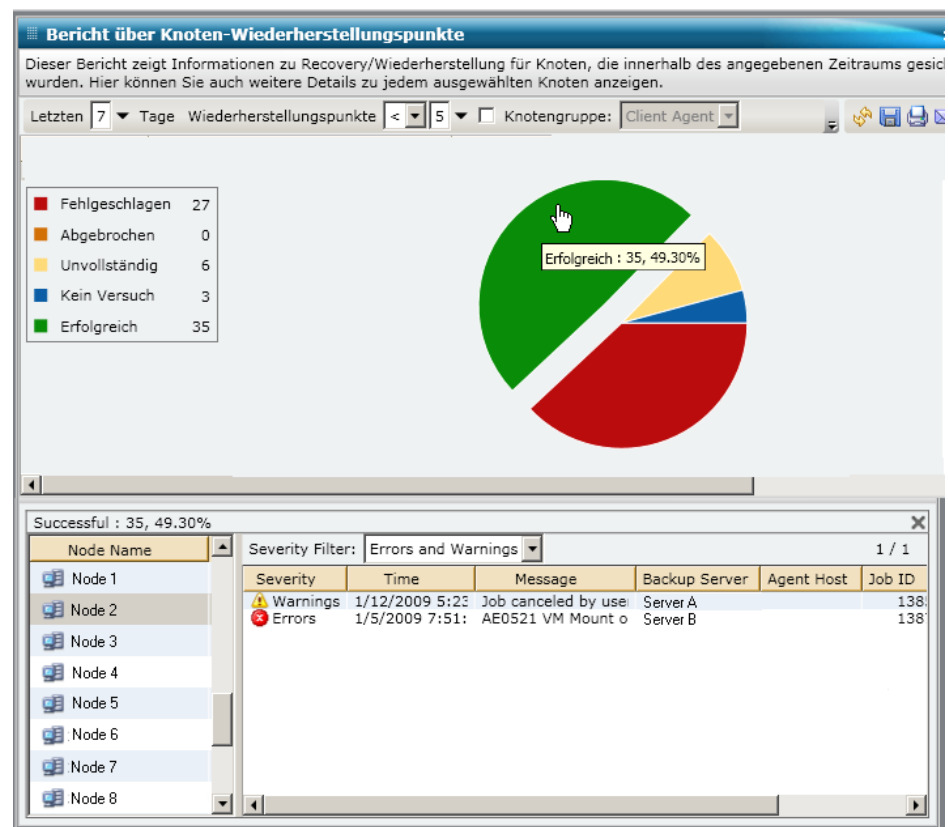 Bericht über Knoten-Wiederherstellungspunkte
Dieser Bericht zeigt Informationen zu Recovery/Wiederherstellung für Knoten, die innerhalb des angegebenen Zeitraums
wurden. Hier können Sie auch weitere Details zu jedem ausgewählten Knoten anzeigen.
Letzten 7 Tage Wiederherstellungspunkte < 5 Knotengruppe: Client Agent
Fehlgeschlagen 27
Abgebrochen 0
Unvollständig 6
Kein Versuch 3
Erfolgreich 35
Erfolgreich : 35, 49.30%
Successful : 35, 49.30%
Node Name
Node 1
Node 2
Node 3
Node 4
Node 5
Node 6
Node 7
Node 8
Severity Filter: Errors and Warnings 1 / 1
Severity Time Message Backup Server Agent Host Job ID
Warnings 1/12/2009 5:23 Job canceled by Server A
Errors 1/5/2009 7:51: AE0521 VM Mount Server B